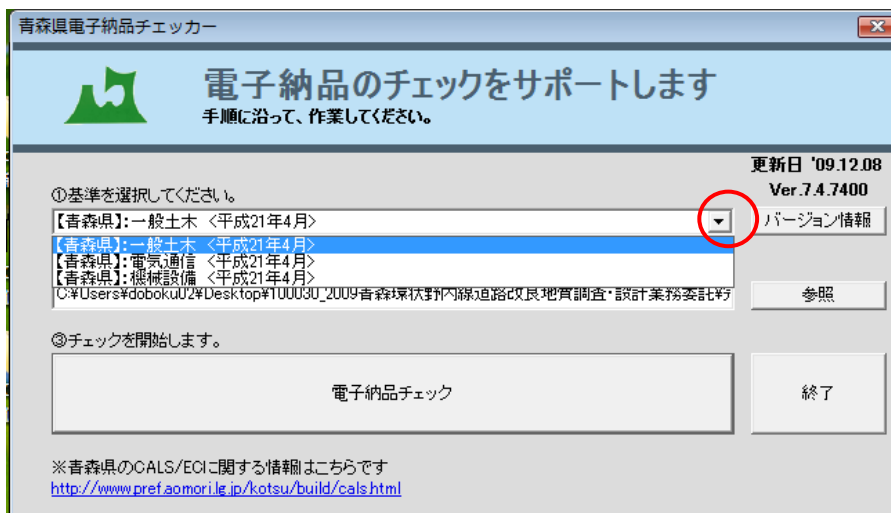 青森県電子納品チェッカー
電子納品のチェックをサポートします
手順に沿って、作業してください。
更新日 '09.12.08
Ver.7.4.7400
①基準を選択してください。
【青森県】:一般土木 <平成21年4月>
バージョン情報
【青森県】:一般土木 <平成21年4月>
【青森県】:電気通信 <平成21年4月>
【青森県】:機械設備 <平成21年4月>
C:¥Users¥doboku02¥Desktop¥100030_2009青森環状野内線道路改良地質調査・設計業務委託¥
参照
③チェックを開始します。
電子納品チェック
終了
※青森県のCALS/ECに関する情報はこちらです
http://www.pref.aomori.lg.jp/kotsu/build/cals.html